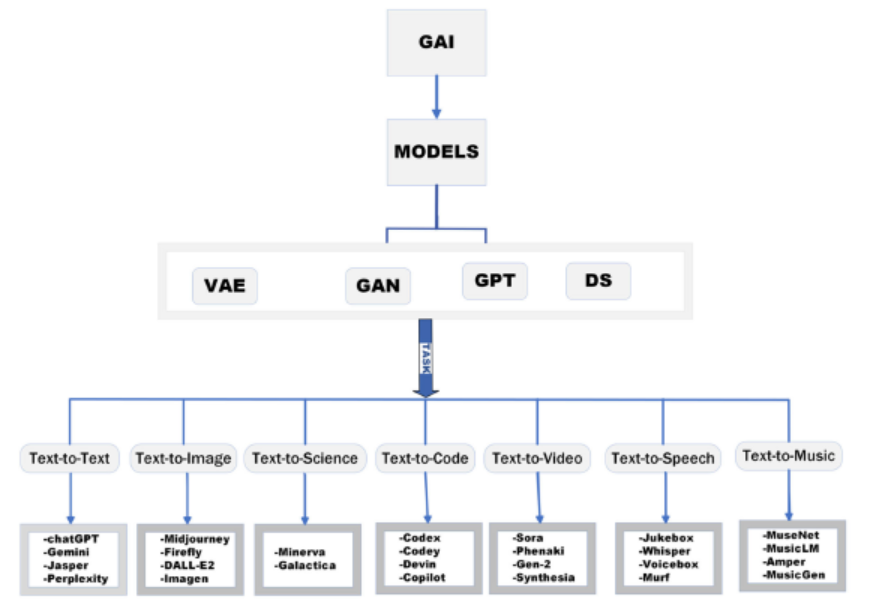 GAI
MODELS
VAE
GAN
GPT
DS
TASK
Text-to-Text
Text-to-Image
Text-to-Science
Text-to-Code
Text-to-Video
Text-to-Speech
Text-to-Music
-chatGPT
-Gemini
-Jasper
-Perplexity
-Midjourney
-Firefly
-DALL-E2
-Imagen
-Minerva
-Galactica
-Codex
-Codey
-Devin
-Copilot
-Sora
-Phenaki
-Gen-2
-Synthesia
-Jukebox
-Whisper
-Voicebox
-Murf
-MuseNet
-MusicLM
-Amper
-MusicGen